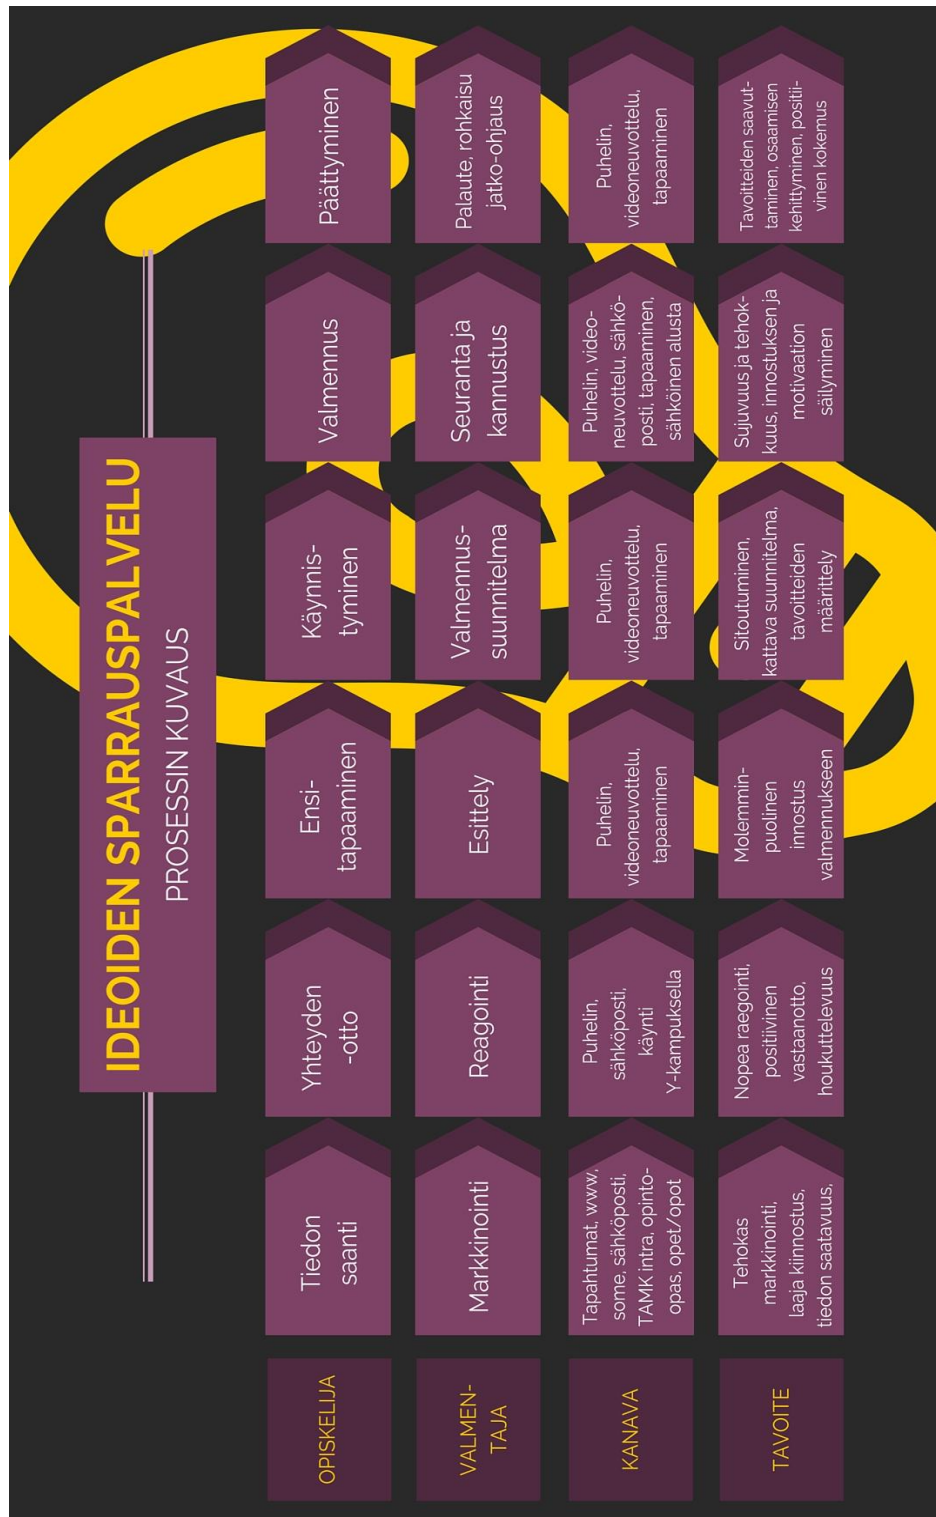 IDEOIDEN SPARRAUSPALVELU
PROSESSIN KUVAUS
OPISKELIJA
Tiedon
saanti
Yhteyden
-otto
Ensi-
tapaaminen
Käynnis-
tyminen
Valmennus
Päättyminen
VALMEN-
TAJA
Markkinointi
Reagointi
Esittely
Valmennus-
suunnitelma
Seuranta ja
kannustus
Palaute, rohkaisu
jatko-ohjaus
KANAVA
Tapahtumat, www,
some, sähköposti,
TAMK intra, opinto-
opas, opet/opot
Puhelin,
sähköposti,
käynti
Y-kampuksella
Puhelin,
videoneuvottelu,
tapaaminen
Puhelin,
videoneuvottelu,
tapaaminen
Puhelin, video-
neuvottelu, sähkö-
posti, tapaaminen,
sähköinen alusta
Puhelin,
videoneuvottelu,
tapaaminen
TAVOITE
Tehokas
markkinointi,
laaja kiinnostus,
tiedon saatavuus,
Nopea raegointi,
positiivinen
vastaanotto,
houkuttelevuus
Molemmin-
puolinen
innostus
valmennukseen
Sitoutuminen,
kattava suunnitelma,
tavoitteiden
määrittely
Sujuvuus ja tehok-
kuus, innostuksen ja
motivaation
säilyminen
Tavoitteiden saavut-
taminen, osaamisen
kehittyminen, positii-
vinen kokemus